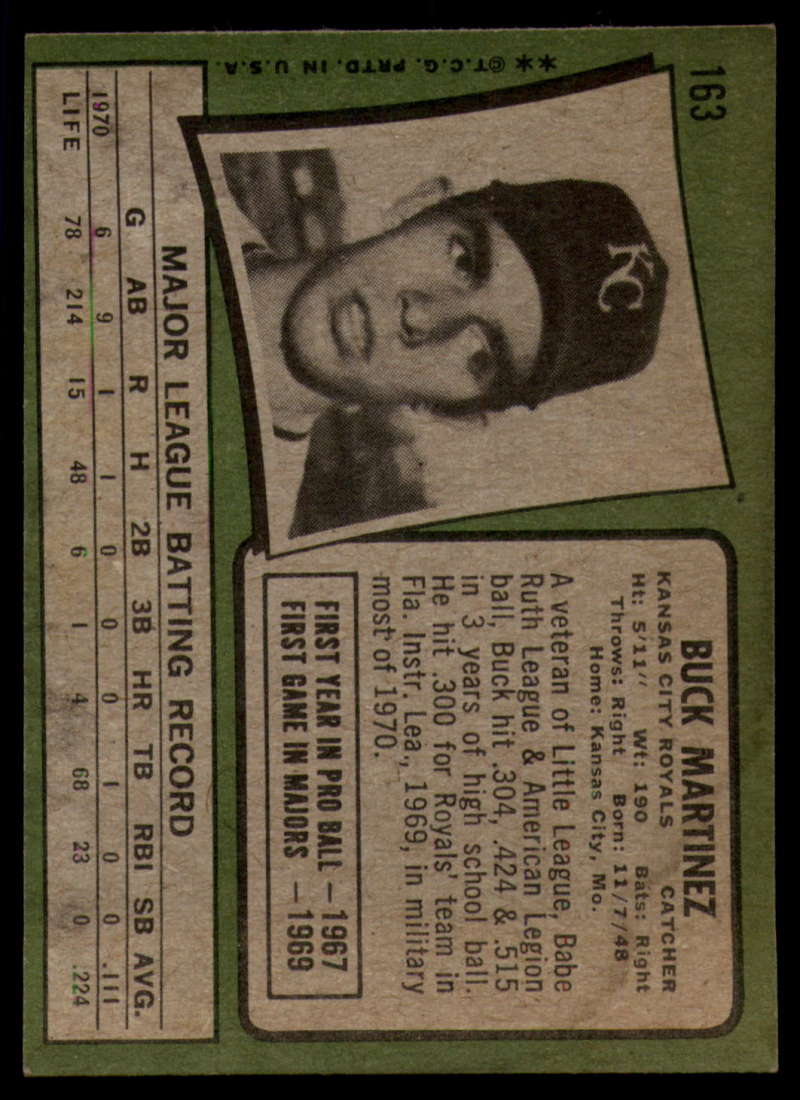 163
**©T.C.G. PRTD. IN U.S.A.
KC
BUCK MARTINEZ
KANSAS CITY ROYALS CATCHER
Ht: 5'11" Wt: 190 Bats: Right
Throws: Right Born: 11/7/48
Home: Kansas City, Mo.
A veteran of Little League, Babe
Ruth League & American Legion
ball, Buck hit .304, .424 & .515
in 3 years of high school ball.
He hit .300 for Royals' team in
Fla. Instr. Lea., 1969, in military
most of 1970.
FIRST YEAR IN PRO BALL —1967
FIRST GAME IN MAJORS —1969
MAJOR LEAGUE BATTING RECORD
G AB R H 2B 3B HR TB RBI SB AVG.
1970 6 9 1 1 0 0 0 1 0 0 .111
LIFE 78 214 15 48 6 1 4 68 23 0 .224